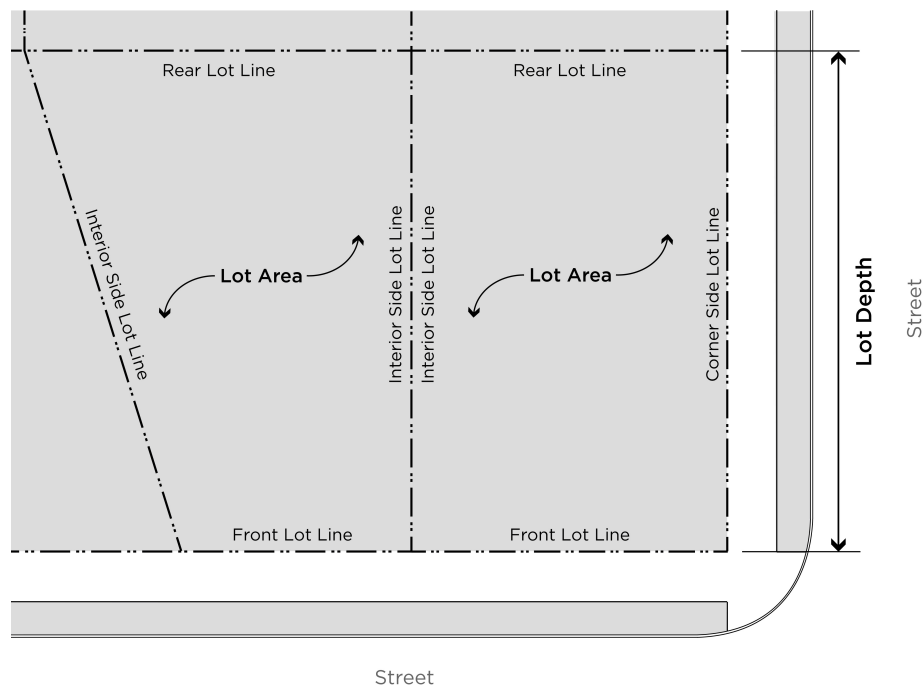 Rear Lot Line
Rear Lot Line
Interior Side Lot Line
Lot Area
Interior Side Lot Line
Interior Side Lot Line
Lot Area
Corner Side Lot Line
Lot Depth
Street
Front Lot Line
Front Lot Line
Street